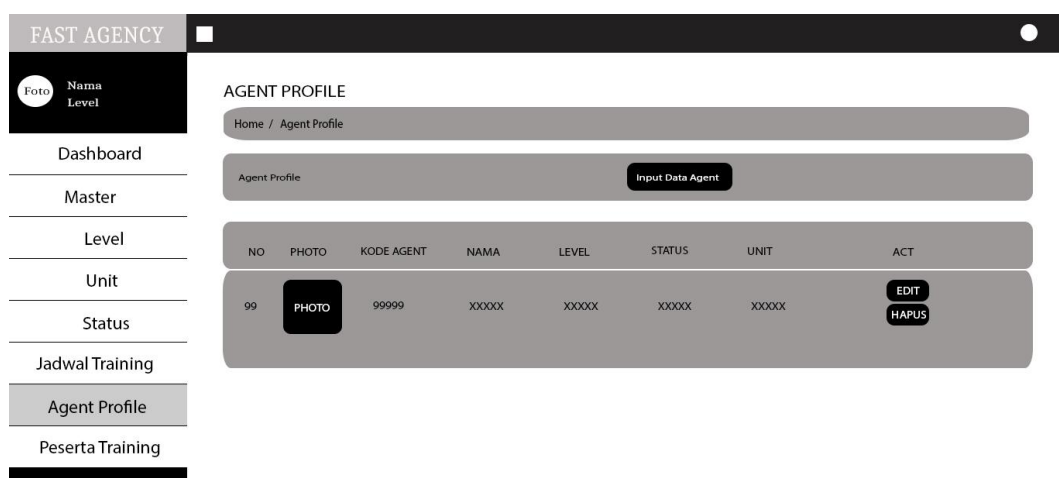 FAST AGENCY
Foto
Nama
Level
Dashboard
Master
Level
Unit
Status
Jadwal Training
Agent Profile
Peserta Training
AGENT PROFILE
Home / Agent Profile
Agent Profile
Input Data Agent
NO PHOTO KODE AGENT NAMA LEVEL STATUS UNIT ACT
99 PHOTO 99999 XXXXX XXXXX XXXXX XXXXX EDIT
HAPUS